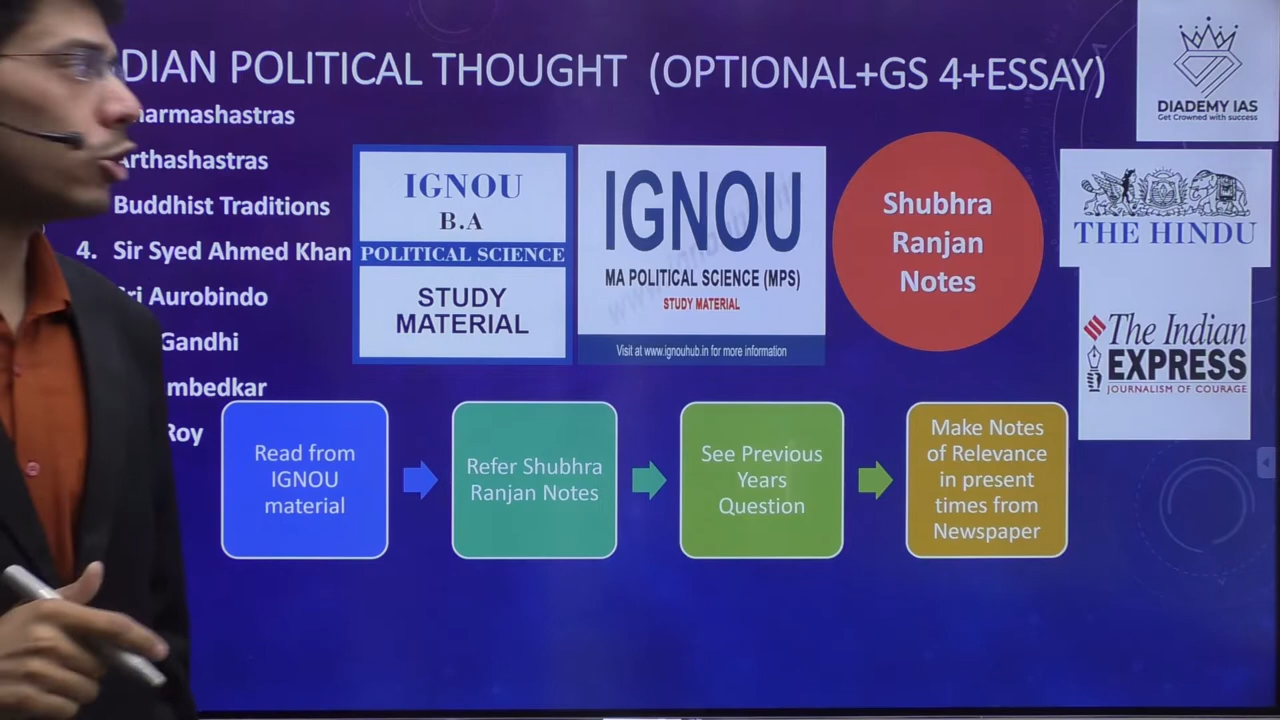 DIAN POLITICAL THOUGHT (OPTIONAL+GS 4+ESSAY)
DIADEMY IAS
Get Crowned with success
harmashastras
Arthashastras
Buddhist Traditions
4. Sir Syed Ahmed Khan
ri Aurobindo
Gandhi
mbedkar
Roy
IGNOU
B.A
POLITICAL SCIENCE
STUDY
MATERIAL
IGNOU
MA POLITICAL SCIENCE (MPS)
STUDY MATERIAL
Visit at www.ignouhub.in for more information
Shubhra
Ranjan
Notes
THE HINDU
The Indian
EXPRESS
JOURNALISM OF COURAGE
Read from
IGNOU
material
Refer Shubhra
Ranjan Notes
See Previous
Years
Question
Make Notes
of Relevance
in present
times from
Newspaper